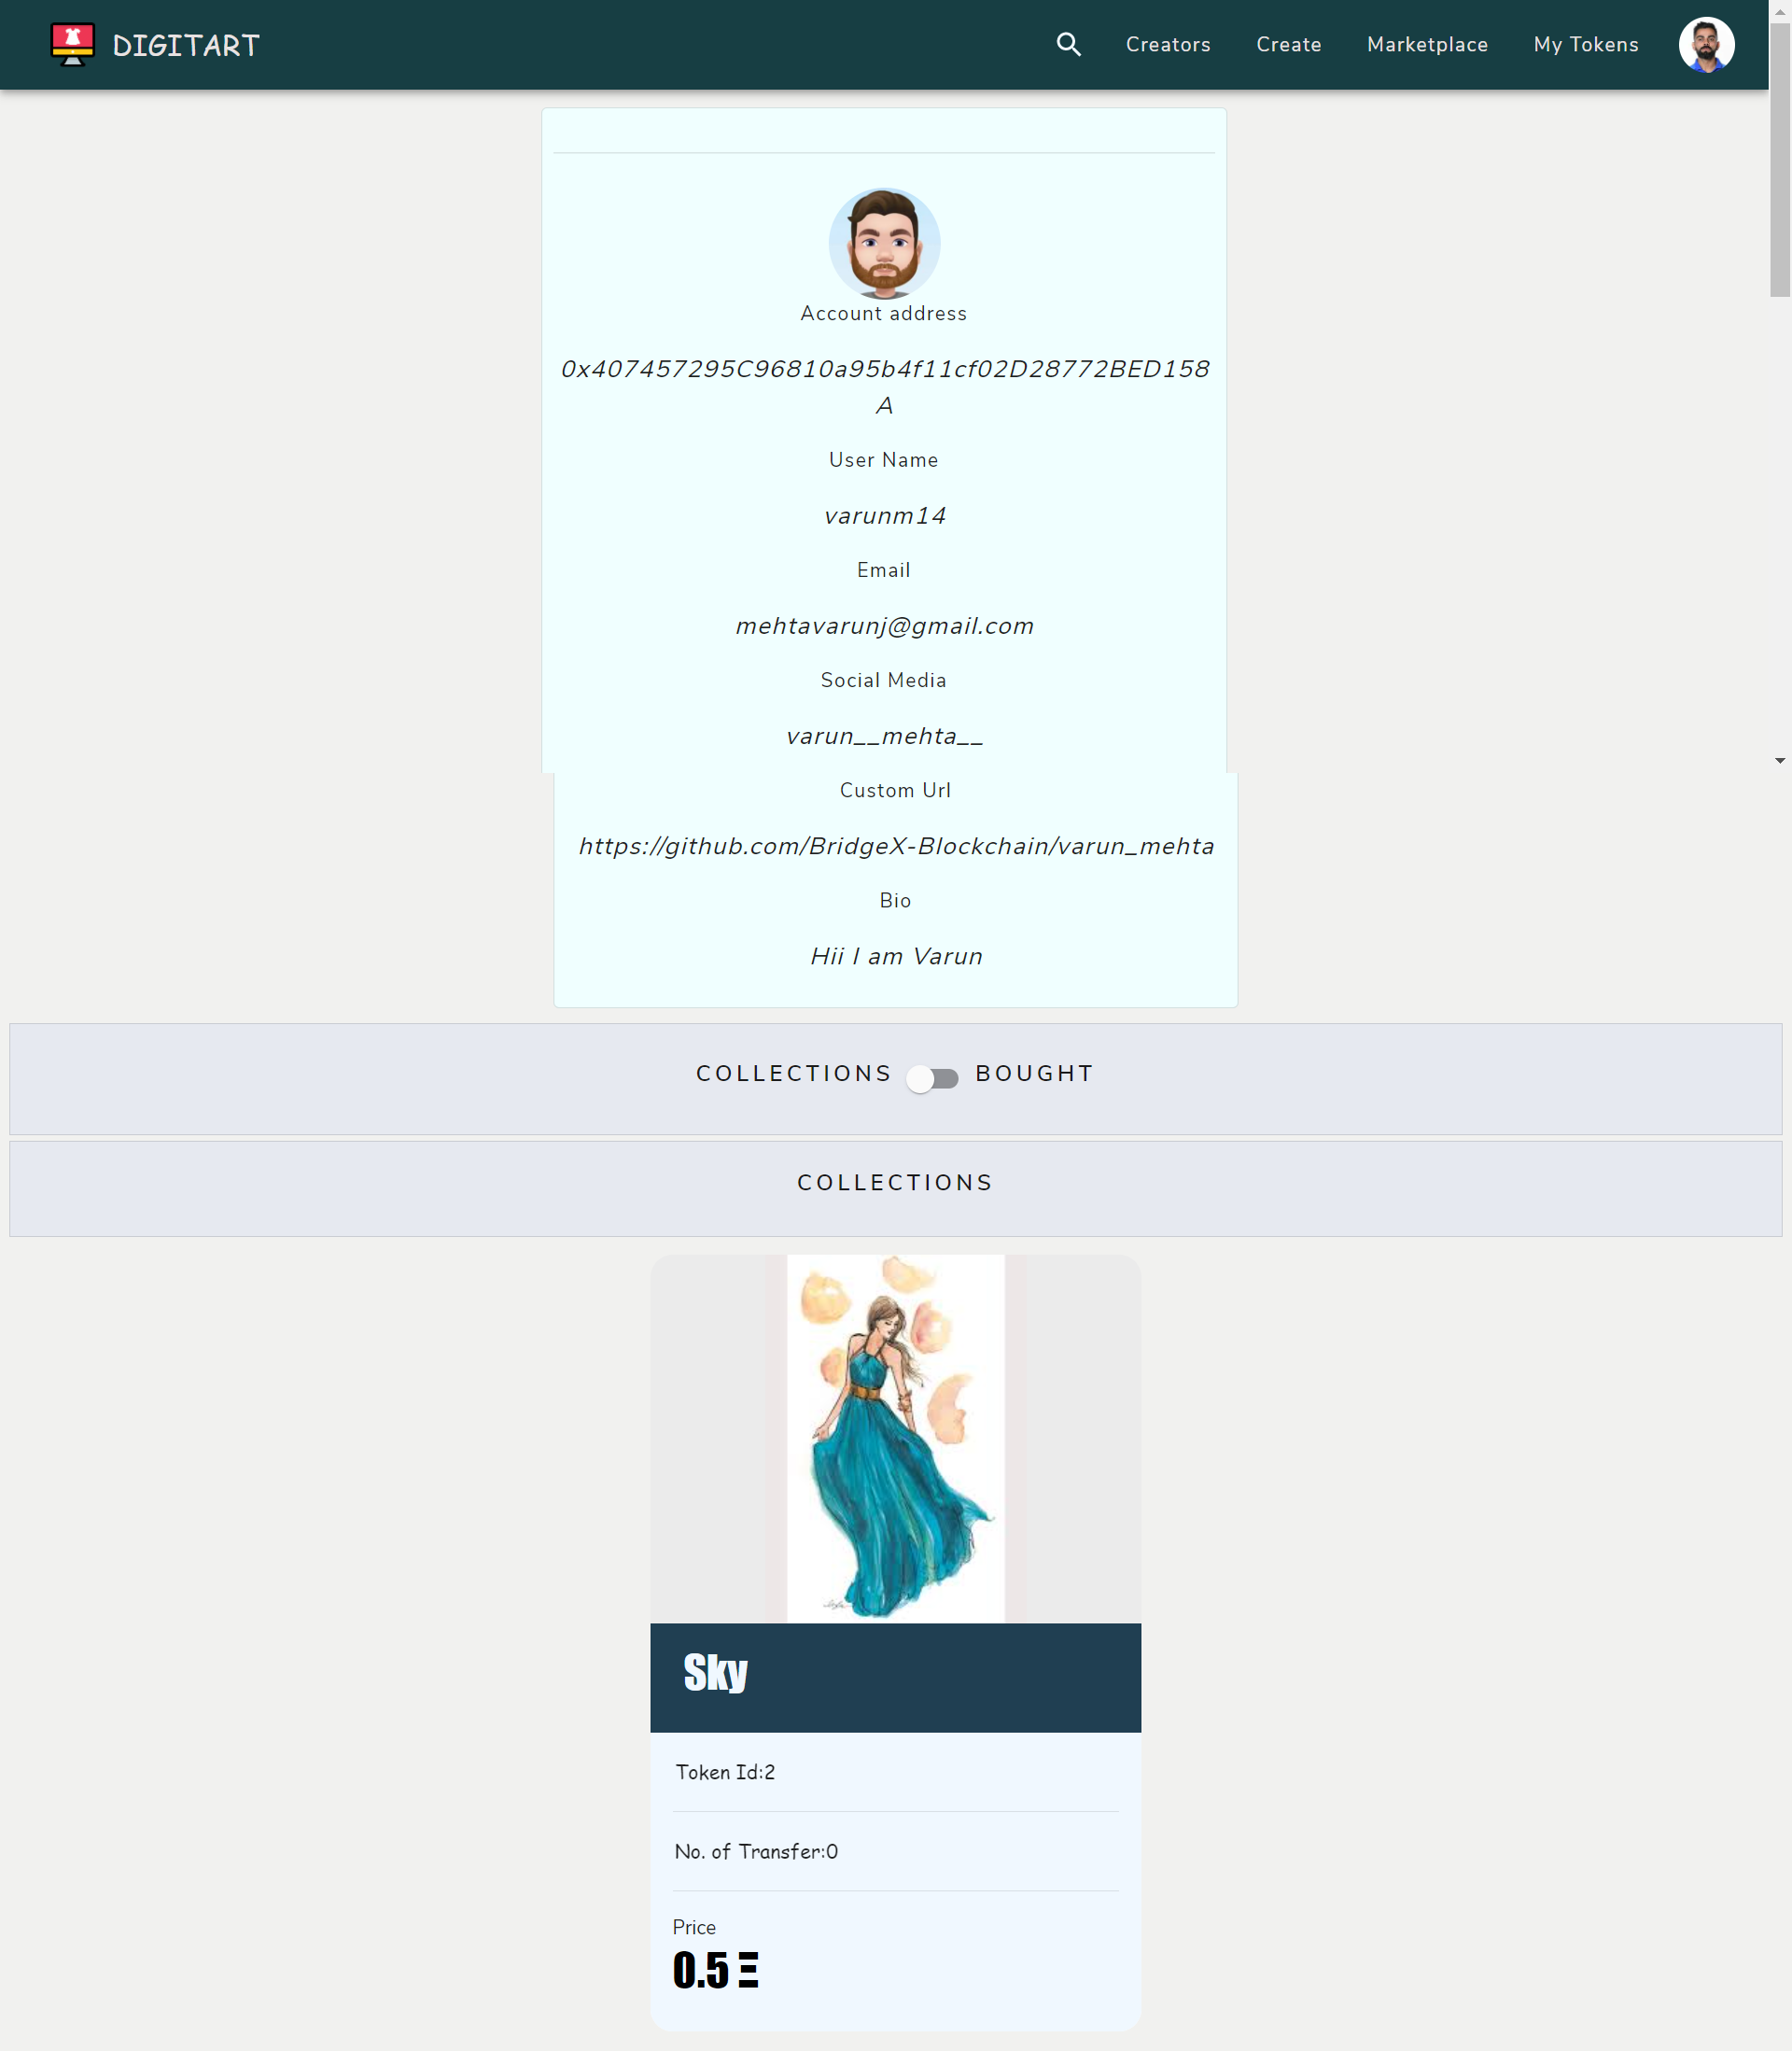 DIGITART
Creators
Create
Marketplace
My Tokens
Account address
0x407457295C96810a95b4f11cf02D28772BED158
A
User Name
varunm14
Email
mehtavarunj@gmail.com
Social Media
varun__mehta__
Custom Url
https://github.com/BridgeX-Blockchain/varun_mehta
Bio
Hii I am Varun
COLLECTIONS BOUGHT
COLLECTIONS
Sky
Token Id:2
No. of Transfer:0
Price
0.5 Ξ